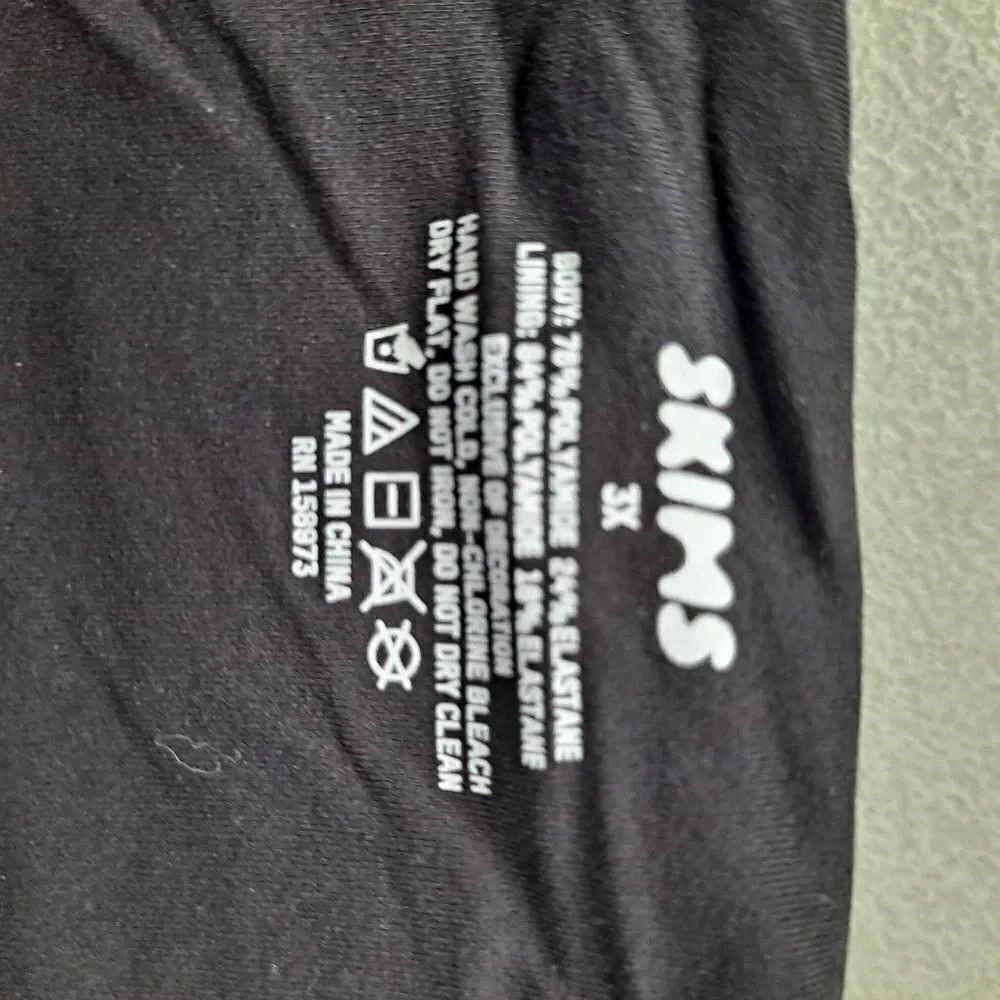 SKIMS
3X
BODY: 76% POLYAMIDE 24% ELASTANE
LINING: 84% POLYAMIDE 16% ELASTANE
EXCLUSIVE OF DECORATION
HAND WASH COLD, NON-CHLORINE BLEACH
DRY FLAT, DO NOT IRON, DO NOT DRY CLEAN
MADE IN CHINA
RN 158973